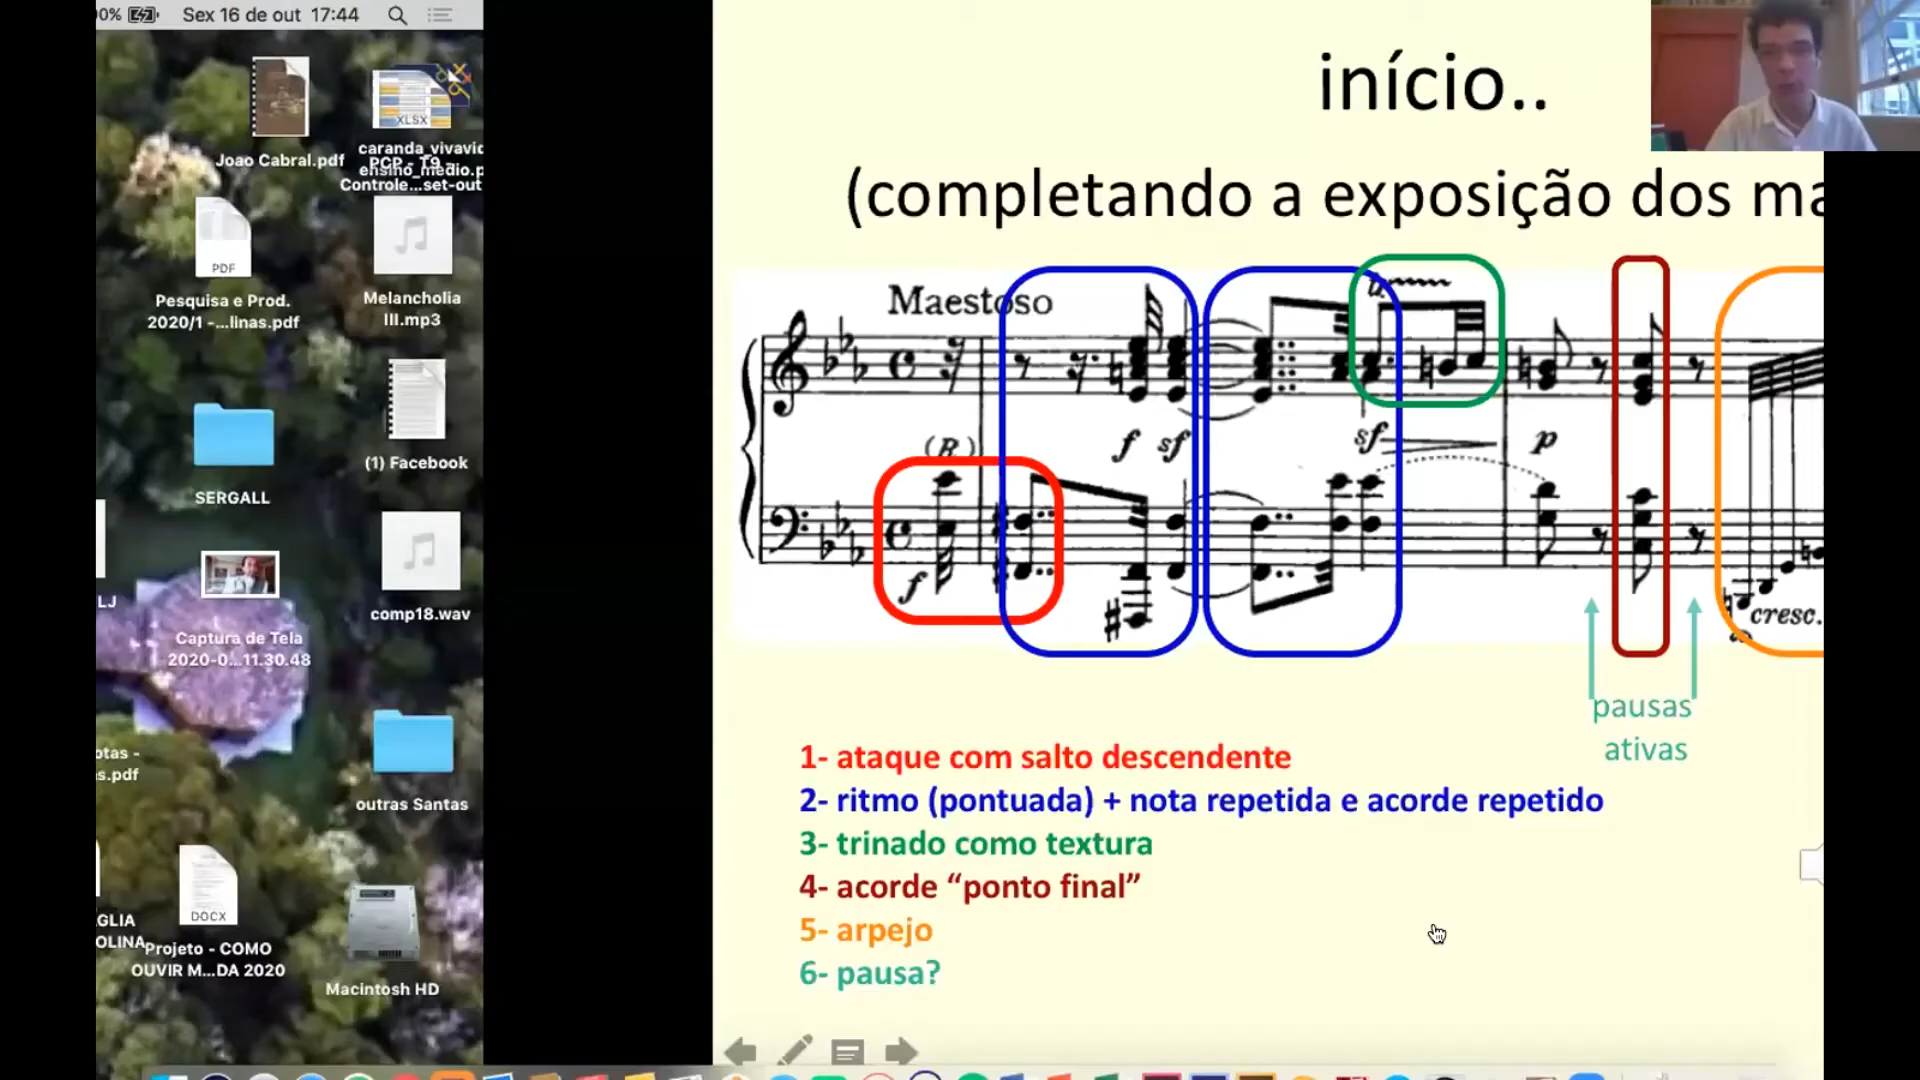 0% Sex 16 de out 17:44
Joao Cabral.pdf
XLSX
caranda_vivavid
ensino_medio.p
Controle...set-out
PDF
Pesquisa e Prod.
2020/1 -...linas.pdf
Melancholia
III.mp3
SERGALL
(1) Facebook
LJ
Captura de Tela
2020-0...11.30.48
comp18.wav
otas -
s.pdf
outras Santas
DOCX
GLIA
OLINA
Projeto - COMO
OUVIR M...DA 2020
Macintosh HD
início..
(completando a exposição dos ma
Maestoso
(R)
f sf sf p
f
cresc.
pausas
ativas
1- ataque com salto descendente
2- ritmo (pontuada) + nota repetida e acorde repetido
3- trinado como textura
4- acorde “ponto final”
5- arpejo
6- pausa?